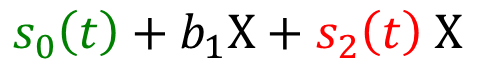 s₀(t) + b₁X + s₂(t) X